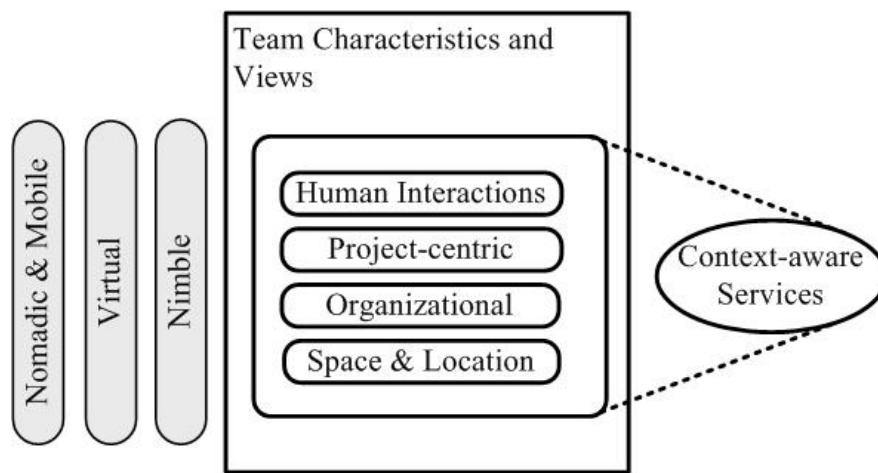 Nomadic & Mobile
Virtual
Nimble
Team Characteristics and
Views
Human Interactions
Project-centric
Organizational
Space & Location
Context-aware
Services